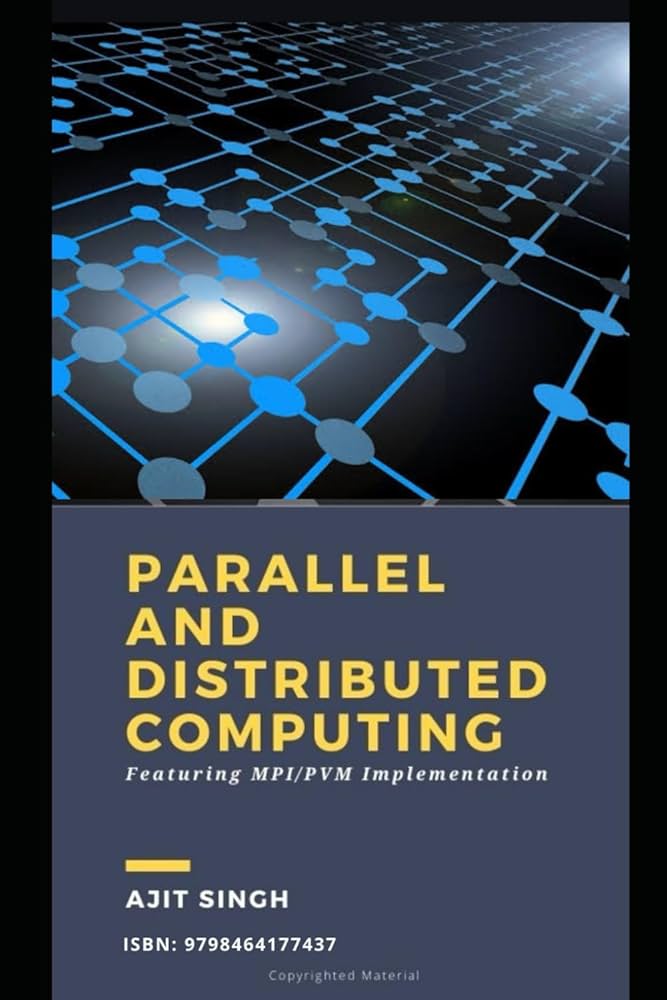 PARALLEL
AND
DISTRIBUTED
COMPUTING
Featuring MPI/PVM Implementation
AJIT SINGH
ISBN: 9798464177437
Copyrighted Material